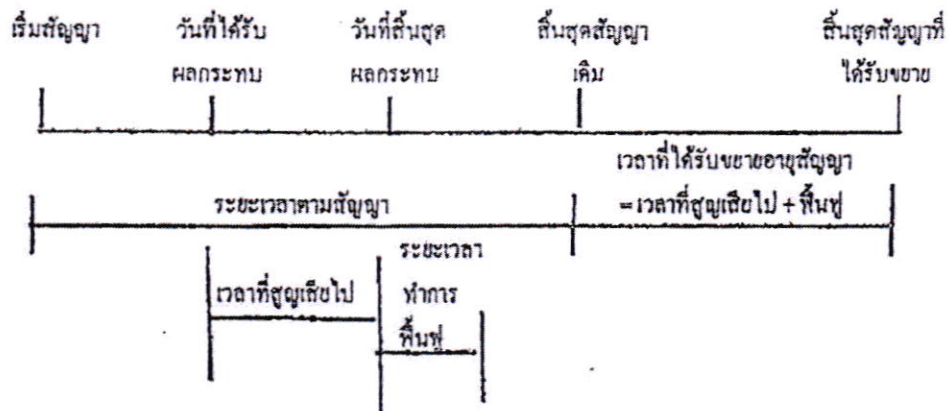 เริ่มสัญญา วันที่ได้รับ วันที่สิ้นสุด สิ้นสุดสัญญา สิ้นสุดสัญญาที่
ผลกระทบ ผลกระทบ เดิม ได้รับขยาย
เวลาที่ได้รับขยายอายุสัญญา
ระยะเวลาตามสัญญา =เวลาที่สูญเสียไป + ฟื้นฟู
ระยะเวลา
เวลาที่สูญเสียไป ทำการ
ฟื้นฟู